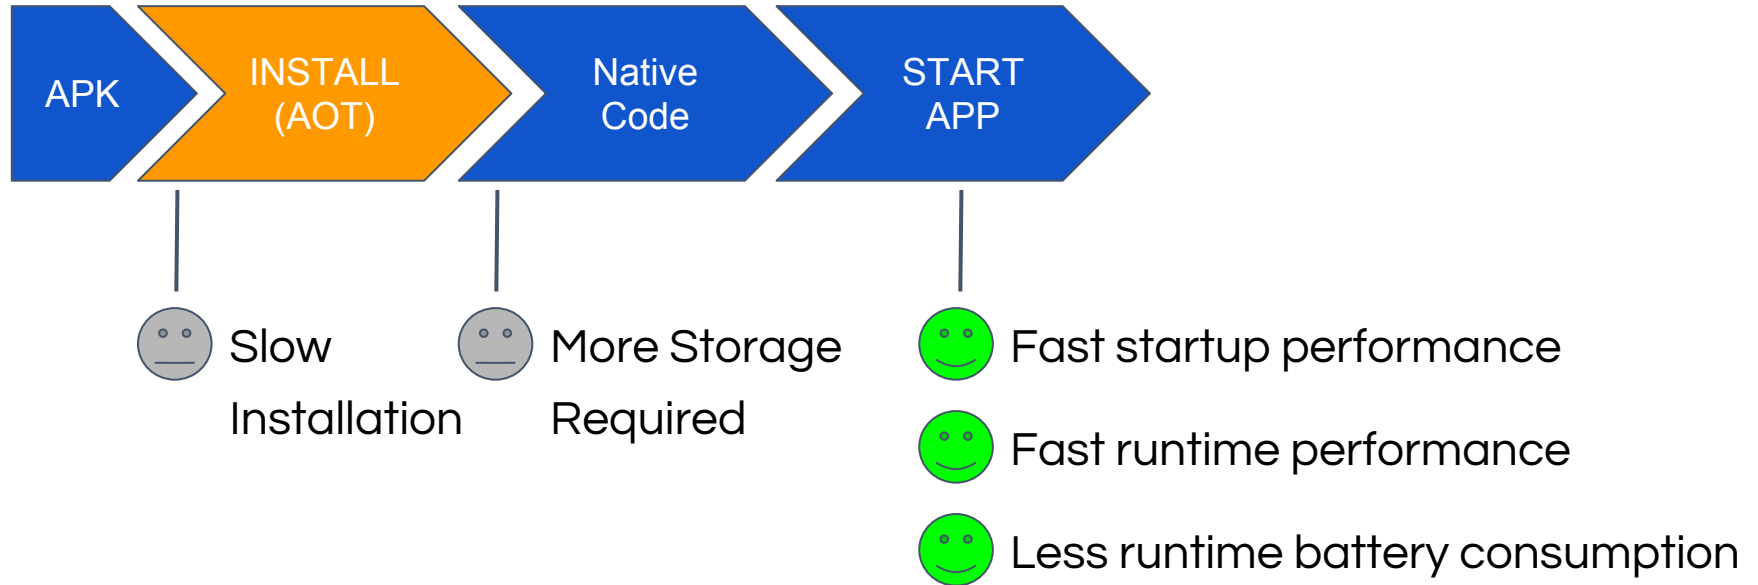 APK
INSTALL
(AOT)
Native
Code
START
APP
Slow
Installation
More Storage
Required
Fast startup performance
Fast runtime performance
Less runtime battery consumption